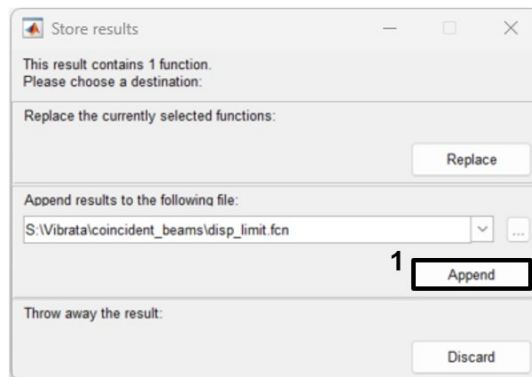 Store results
This result contains 1 function.
Please choose a destination:
Replace the currently selected functions:
Replace
Append results to the following file:
S:\Vibrata\coincident_beams\disp_limit.fcn
...
1
Append
Throw away the result:
Discard